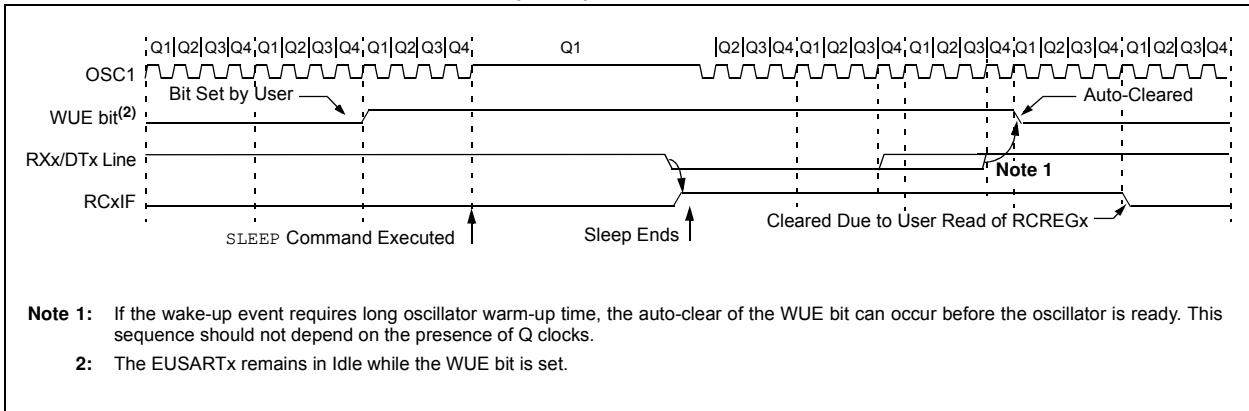 Q1 Q2 Q3 Q4 Q1 Q2 Q3 Q4 Q1 Q2 Q3 Q4 Q1 Q2 Q3 Q4 Q1 Q2 Q3 Q4 Q1 Q2 Q3 Q4 Q1 Q2 Q3 Q4 Q1 Q2 Q3 Q4
OSC1
Bit Set by User
Auto-Cleared
WUE bit(2)
RXx/DTx Line
Note 1
RCxIF
Cleared Due to User Read of RCREGx
SLEEP Command Executed
Sleep Ends
Note 1: If the wake-up event requires long oscillator warm-up time, the auto-clear of the WUE bit can occur before the oscillator is ready. This
sequence should not depend on the presence of Q clocks.
2: The EUSARTx remains in Idle while the WUE bit is set.